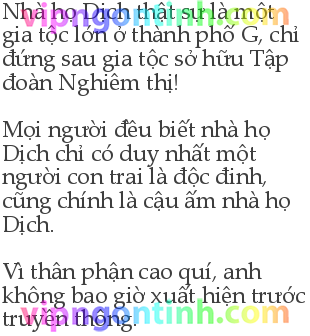 Nhà họ Dịch thật sự là một
vipngontinh.com
gia tộc lớn ở thành phố G, chỉ
đứng sau gia tộc sở hữu Tập
đoàn Nghiêm thị!
Mọi người đều biết nhà họ
Dịch chỉ có duy nhất một
người con trai là độc đinh,
cũng chính là cậu ấm nhà họ
Dịch.
Vì thân phận cao quí, anh
không bao giờ xuất hiện trước
vipngontinh.com
truyền thông.